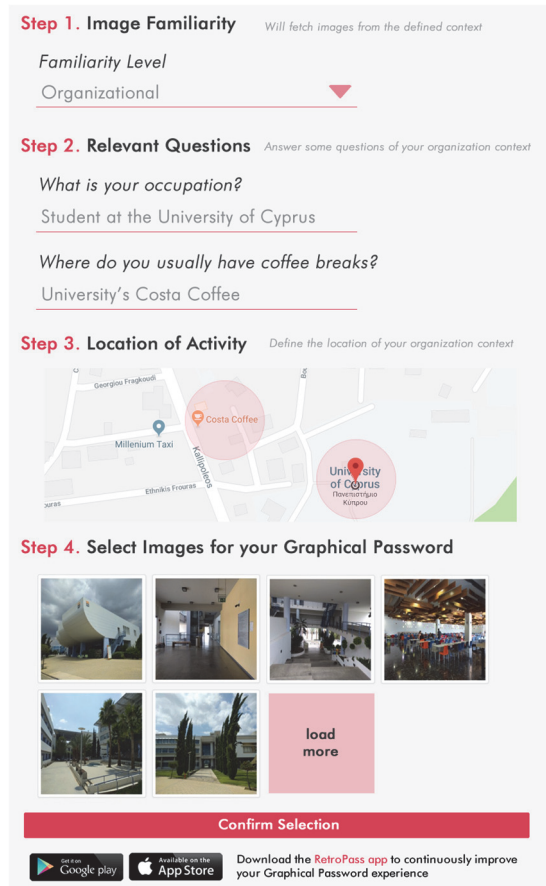 Step 1. Image Familiarity
Will fetch images from the defined context
Familiarity Level
Organizational
Step 2. Relevant Questions
Answer some questions of your organization context
What is your occupation?
Student at the University of Cyprus
Where do you usually have coffee breaks?
University's Costa Coffee
Step 3. Location of Activity
Define the location of your organization context
Georgiou Fragkoudi
Costa Coffee
Millenium Taxi
Kallipoleos
Ethnikis Frouras
ouras
of Cyprus
Πανεπιστήμιο
Κύπρου
Step 4. Select Images for your Graphical Password
load
more
Confirm Selection
Get it on
Google play
Available on the
App Store
Download the RetroPass app to continuously improve
your Graphical Password experience